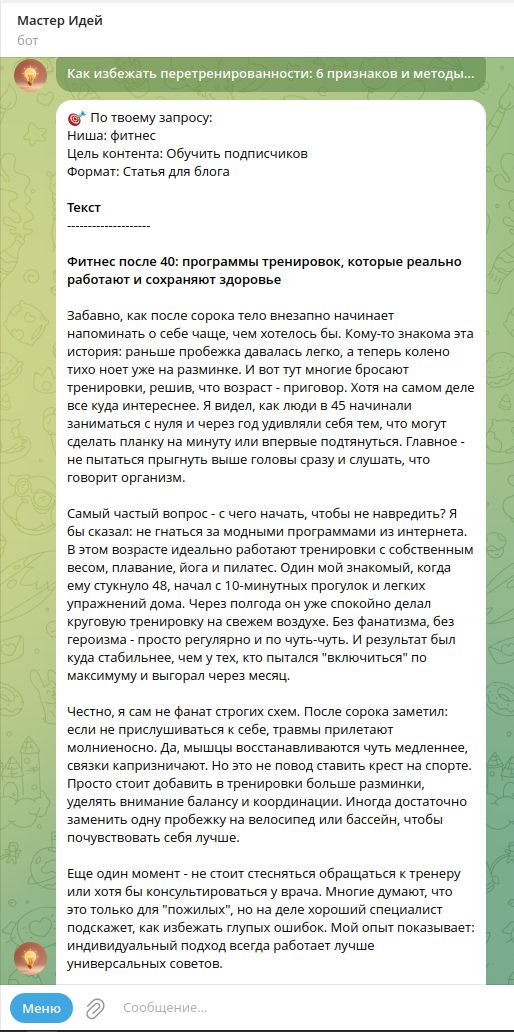 Мастер Идей
бот
Как избежать перетренированности: 6 признаков и методы...
🎯 По твоему запросу:
Ниша: фитнес
Цель контента: Обучить подписчиков
Формат: Статья для блога
Текст
--------------------
Фитнес после 40: программы тренировок, которые реально
работают и сохраняют здоровье
Забавно, как после сорока тело внезапно начинает
напоминать о себе чаще, чем хотелось бы. Кому-то знакома эта
история: раньше пробежка давалась легко, а теперь колено
тихо ноет уже на разминке. И вот тут многие бросают
тренировки, решив, что возраст - приговор. Хотя на самом деле
все куда интереснее. Я видел, как люди в 45 начинали
заниматься с нуля и через год удивляли себя тем, что могут
сделать планку на минуту или впервые подтянуться. Главное -
не пытаться прыгнуть выше головы сразу и слушать, что
говорит организм.
Самый частый вопрос - с чего начать, чтобы не навредить? Я
бы сказал: не гнаться за модными программами из интернета.
В этом возрасте идеально работают тренировки с собственным
весом, плавание, йога и пилатес. Один мой знакомый, когда
ему стукнуло 48, начал с 10-минутных прогулок и легких
упражнений дома. Через полгода он уже спокойно делал
круговую тренировку на свежем воздухе. Без фанатизма, без
героизма - просто регулярно и по чуть-чуть. И результат был
куда стабильнее, чем у тех, кто пытался "включиться" по
максимуму и выгорал через месяц.
Честно, я сам не фанат строгих схем. После сорока заметил:
если не прислушиваться к себе, травмы прилетают
молниеносно. Да, мышцы восстанавливаются чуть медленнее,
связки капризничают. Но это не повод ставить крест на спорте.
Просто стоит добавить в тренировки больше разминки,
уделять внимание балансу и координации. Иногда достаточно
заменить одну пробежку на велосипед или бассейн, чтобы
почувствовать себя лучше.
Еще один момент - не стоит стесняться обращаться к тренеру
или хотя бы консультироваться у врача. Многие думают, что
это только для "пожилых", но на деле хороший специалист
подскажет, как избежать глупых ошибок. Мой опыт показывает:
индивидуальный подход всегда работает лучше
универсальных советов.
Меню
Сообщение...